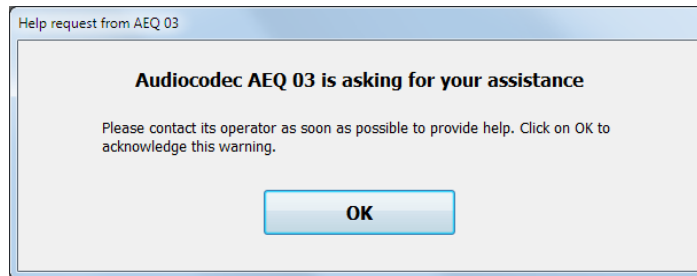 Help request from AEQ 03
Audiocodec AEQ 03 is asking for your assistance
Please contact its operator as soon as possible to provide help. Click on OK to
acknowledge this warning.
OK